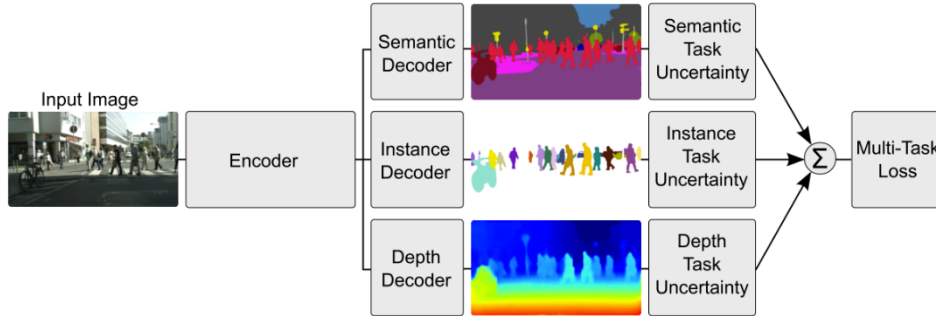 Input Image
Encoder
Semantic
Decoder
Semantic
Task
Uncertainty
Instance
Decoder
Instance
Task
Uncertainty
Depth
Decoder
Depth
Task
Uncertainty
Σ
Multi-Task
Loss